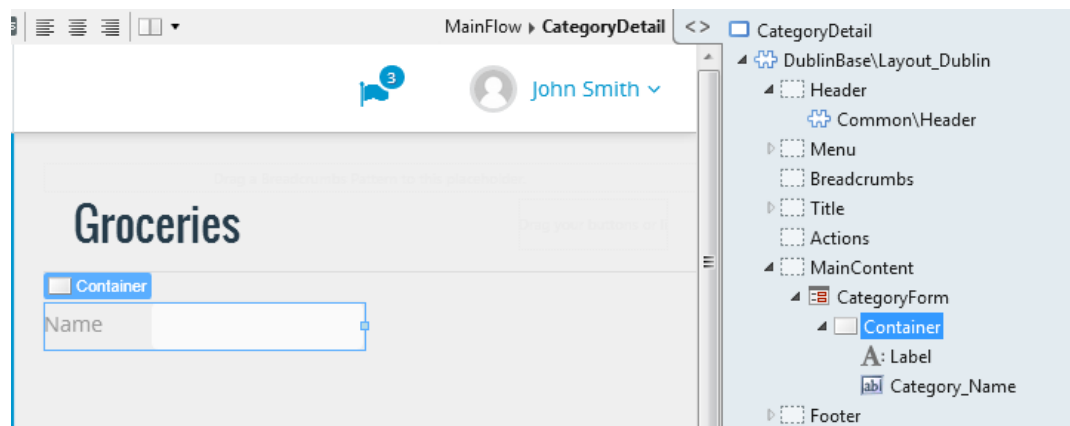 MainFlow ▸ CategoryDetail <>
3
John Smith
Groceries
Container
Name
CategoryDetail
DublinBase\Layout_Dublin
Header
Common\Header
Menu
Breadcrumbs
Title
Actions
MainContent
CategoryForm
Container
A: Label
abl Category_Name
Footer